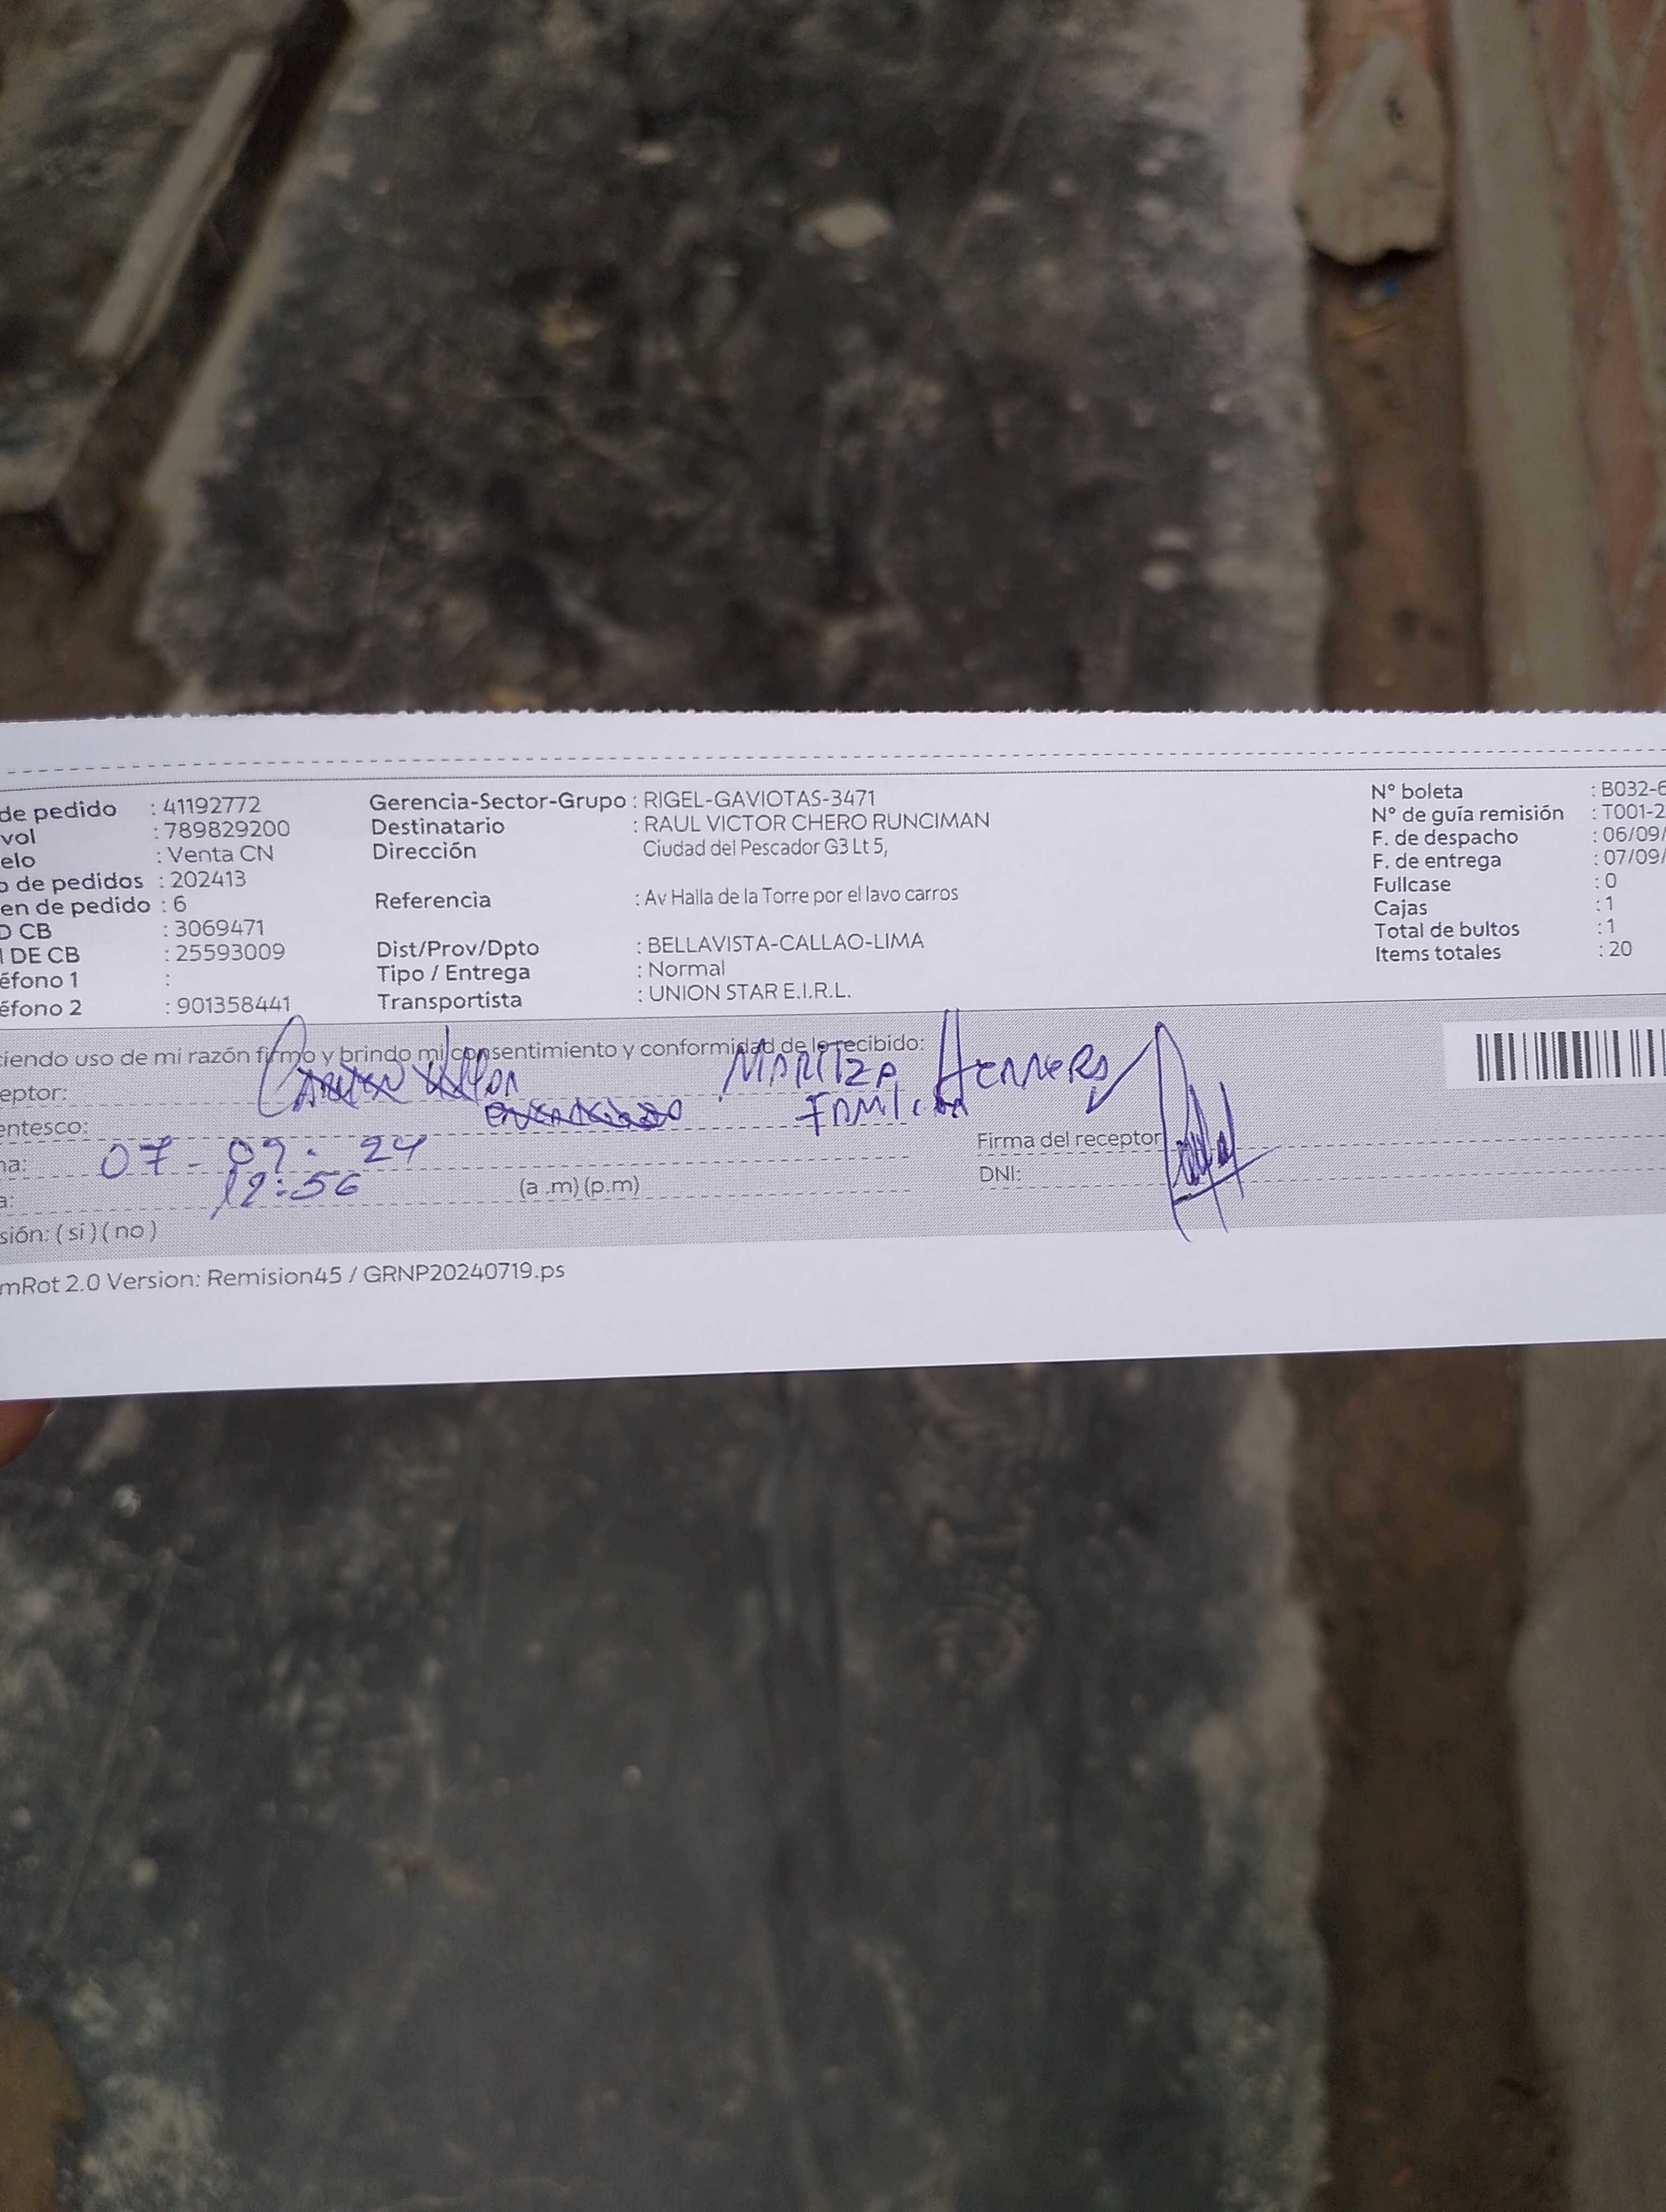 de pedido : 41192772
vol : 789829200
elo : Venta CN
o de pedidos : 202413
en de pedido : 6
D CB : 3069471
DE CB : 25593009
éfono 1 :
éfono 2 : 901358441
Gerencia-Sector-Grupo : RIGEL-GAVIOTAS-3471
Destinatario : RAUL VICTOR CHERO RUNCIMAN
Dirección Ciudad del Pescador G3 Lt 5,
Referencia : Av Halla de la Torre por el lavo carros
Dist/Prov/Dpto : BELLAVISTA-CALLAO-LIMA
Tipo / Entrega : Normal
Transportista : UNION STAR E.I.R.L.
N° boleta : B032-6
N° de guía remisión : T001-2
F. de despacho : 06/09/
F. de entrega : 07/09/
Fullcase : 0
Cajas : 1
Total de bultos : 1
Items totales : 20
ciendo uso de mi razón firmo y brindo mi consentimiento y conformidad de lo recibido:
eptor: MARITZA HERRERA
entesco: FAMILIA
na: 07-09-24
a: 12:56 (a .m) (p.m)
Firma del receptor
DNI:
sión: ( si ) ( no )
mRot 2.0 Version: Remision45 / GRNP20240719.ps